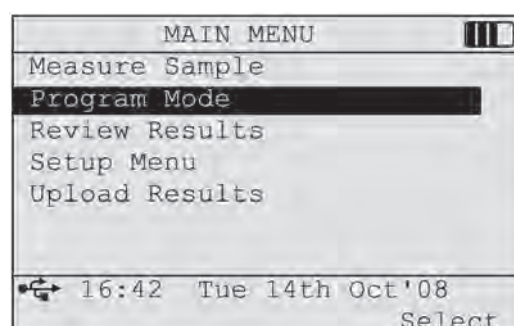 MAIN MENU
Measure Sample
Program Mode
Review Results
Setup Menu
Upload Results
16:42 Tue 14th Oct'08
Select